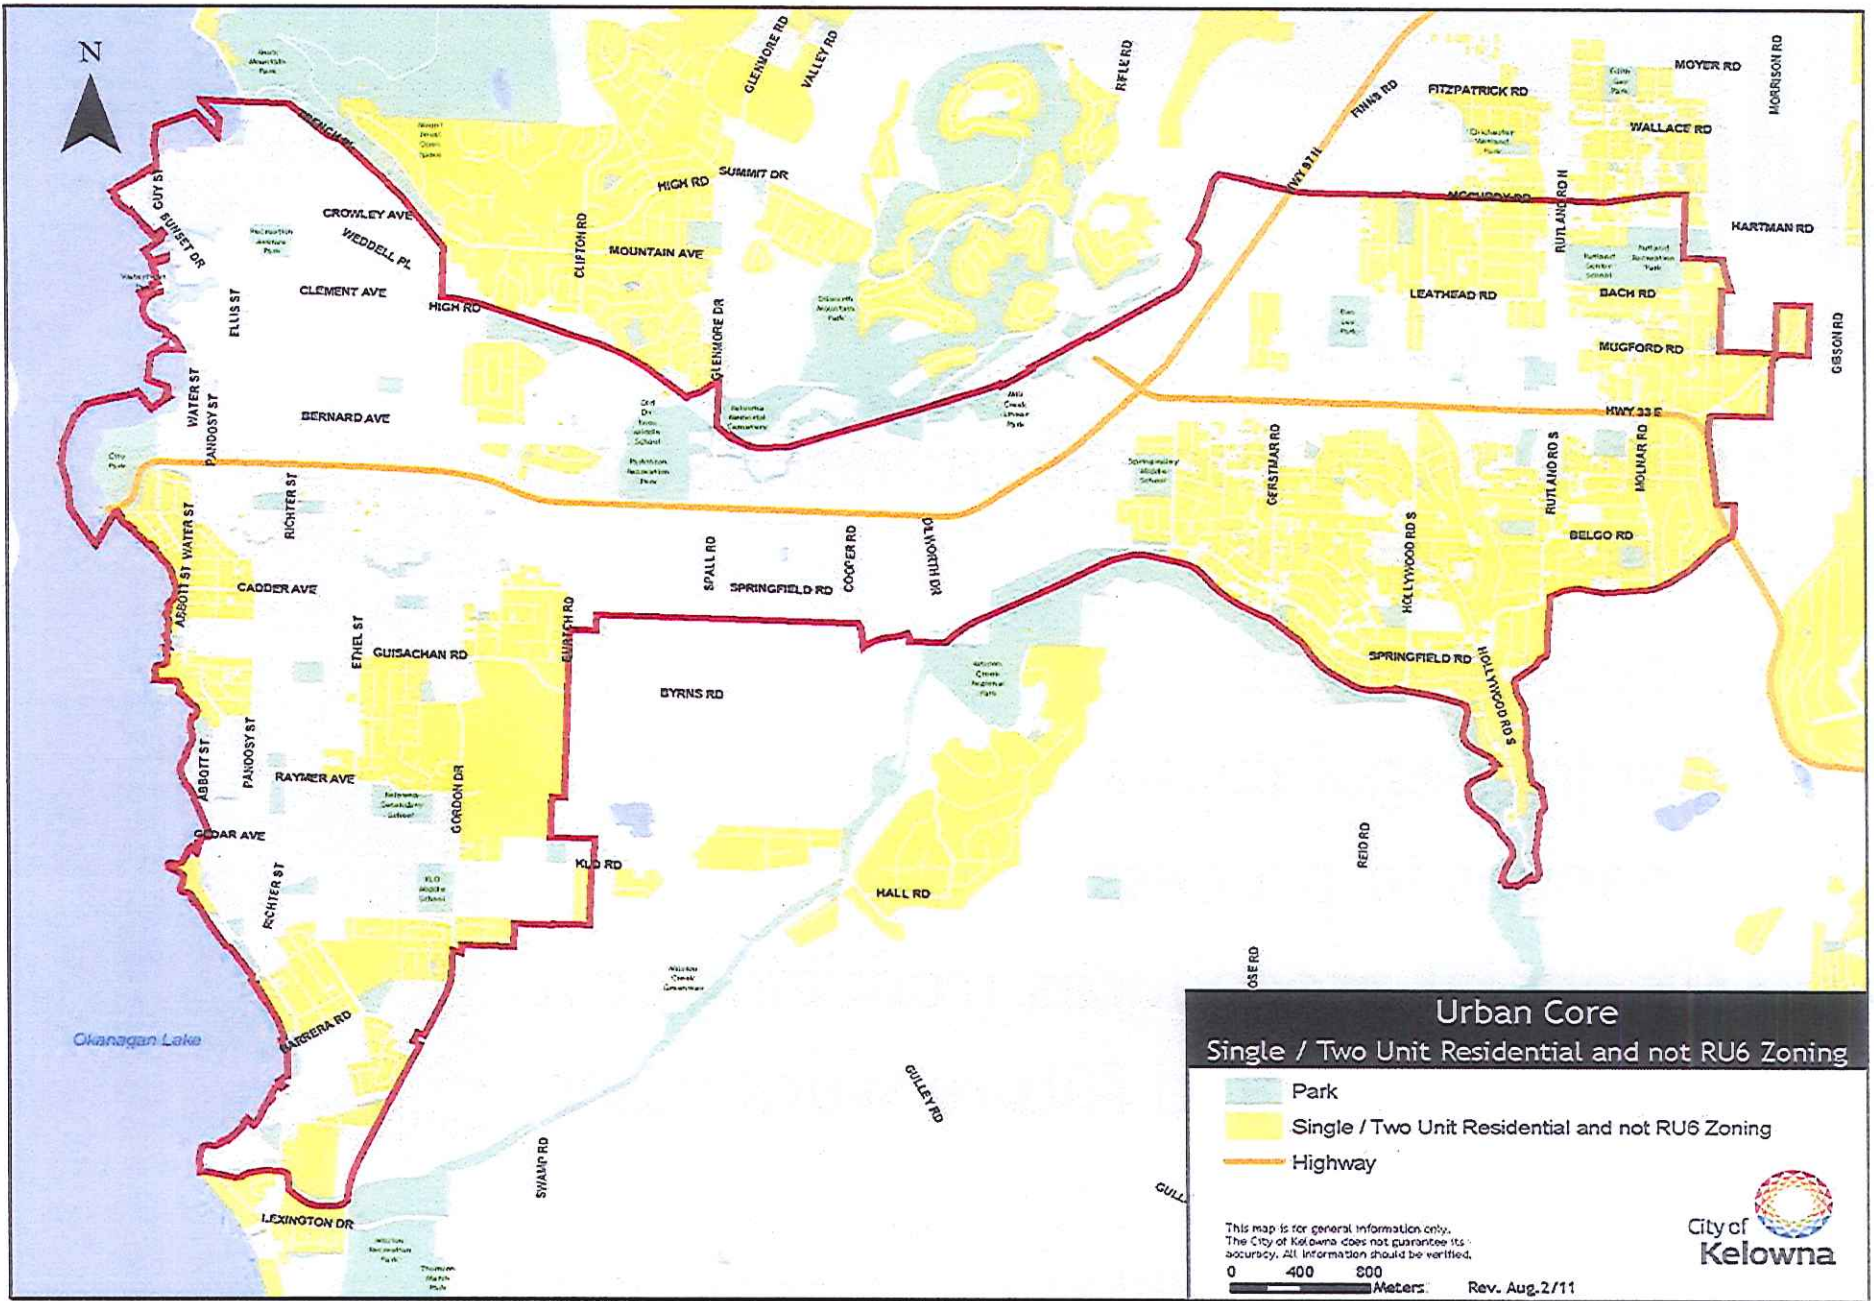 N
GLENMORE RD
VALLEY RD
RIFLE RD
FINNS RD
FITZPATRICK RD
MOYER RD
MORRISON RD
WALLACE RD
HWY 97 N
MCCURDY RD
RUTLAND RD N
HARTMAN RD
GUY ST
SUNSET DR
CROWLEY AVE
WEDDELL PL
HIGH RD
SUMMIT DR
CLIFTON RD
MOUNTAIN AVE
CLEMENT AVE
ELLIS ST
HIGH RD
GLENMORE DR
LEATHEAD RD
BACH RD
MUGFORD RD
GIBSON RD
WATER ST
PANDOSY ST
BERNARD AVE
City
Park
HWY 33 E
RICHTER ST
ABBOTT ST
WATER ST
CADDER AVE
SPALL RD
SPRINGFIELD RD
COOPER RD
DILWORTH DR
GERSTMAR RD
HOLLYWOOD RD S
RUTLAND RD S
MOLNAR RD
BELGO RD
ETHEL ST
GUISACHAN RD
BURTCH RD
BYRNS RD
SPRINGFIELD RD
HOLLYWOOD RD S
ABBOTT ST
PANDOSY ST
RAYMER AVE
GORDON DR
CEDAR AVE
RICHTER ST
KLO
Middle
School
KLO RD
HALL RD
REID RD
BARRERA RD
Okanagan Lake
SWAMP RD
GULLEY RD
LEXINGTON DR
Urban Core
Single / Two Unit Residential and not RU6 Zoning
Park
Single / Two Unit Residential and not RU6 Zoning
Highway
This map is for general information only.
The City of Kelowna does not guarantee its
accuracy. All information should be verified.
0 400 800
Meters
Rev. Aug.2/11
City of
Kelowna